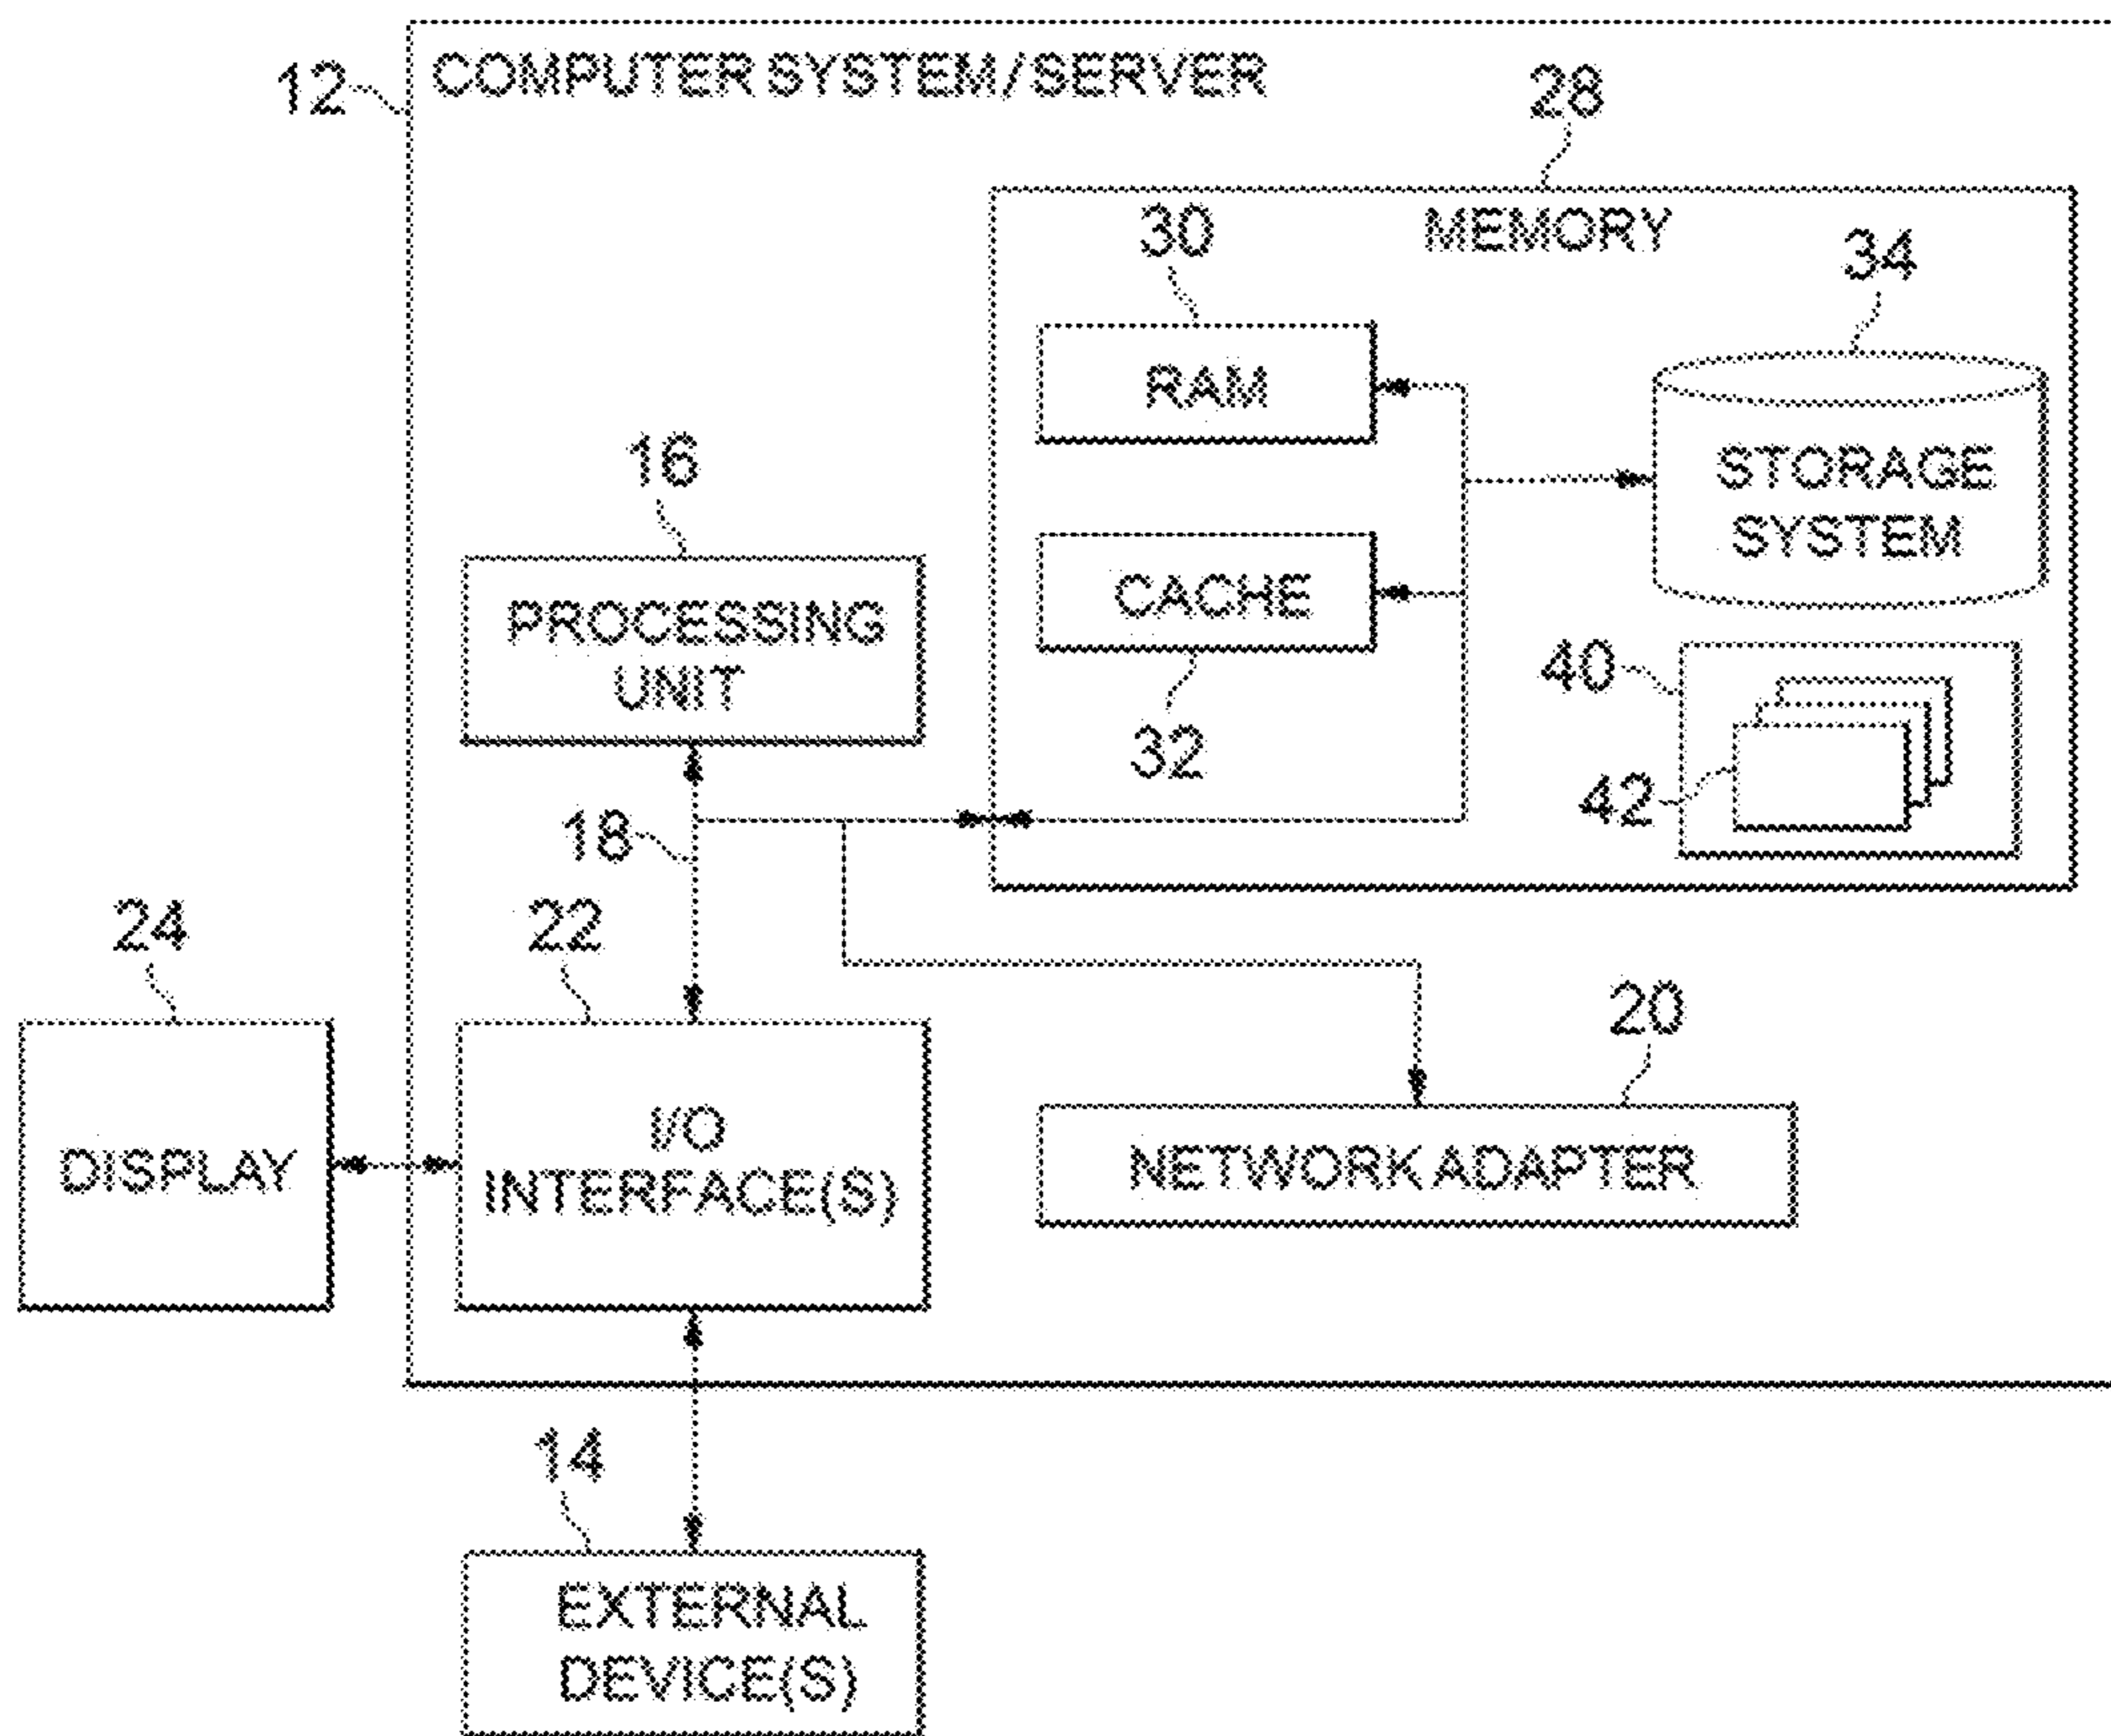 12
COMPUTER SYSTEM / SERVER
28
MEMORY
30
34
RAM
STORAGE
SYSTEM
16
PROCESSING
UNIT
CACHE
32
40
42
18
24
22
20
DISPLAY
I/O
INTERFACE(S)
NETWORK ADAPTER
14
EXTERNAL
DEVICE(S)